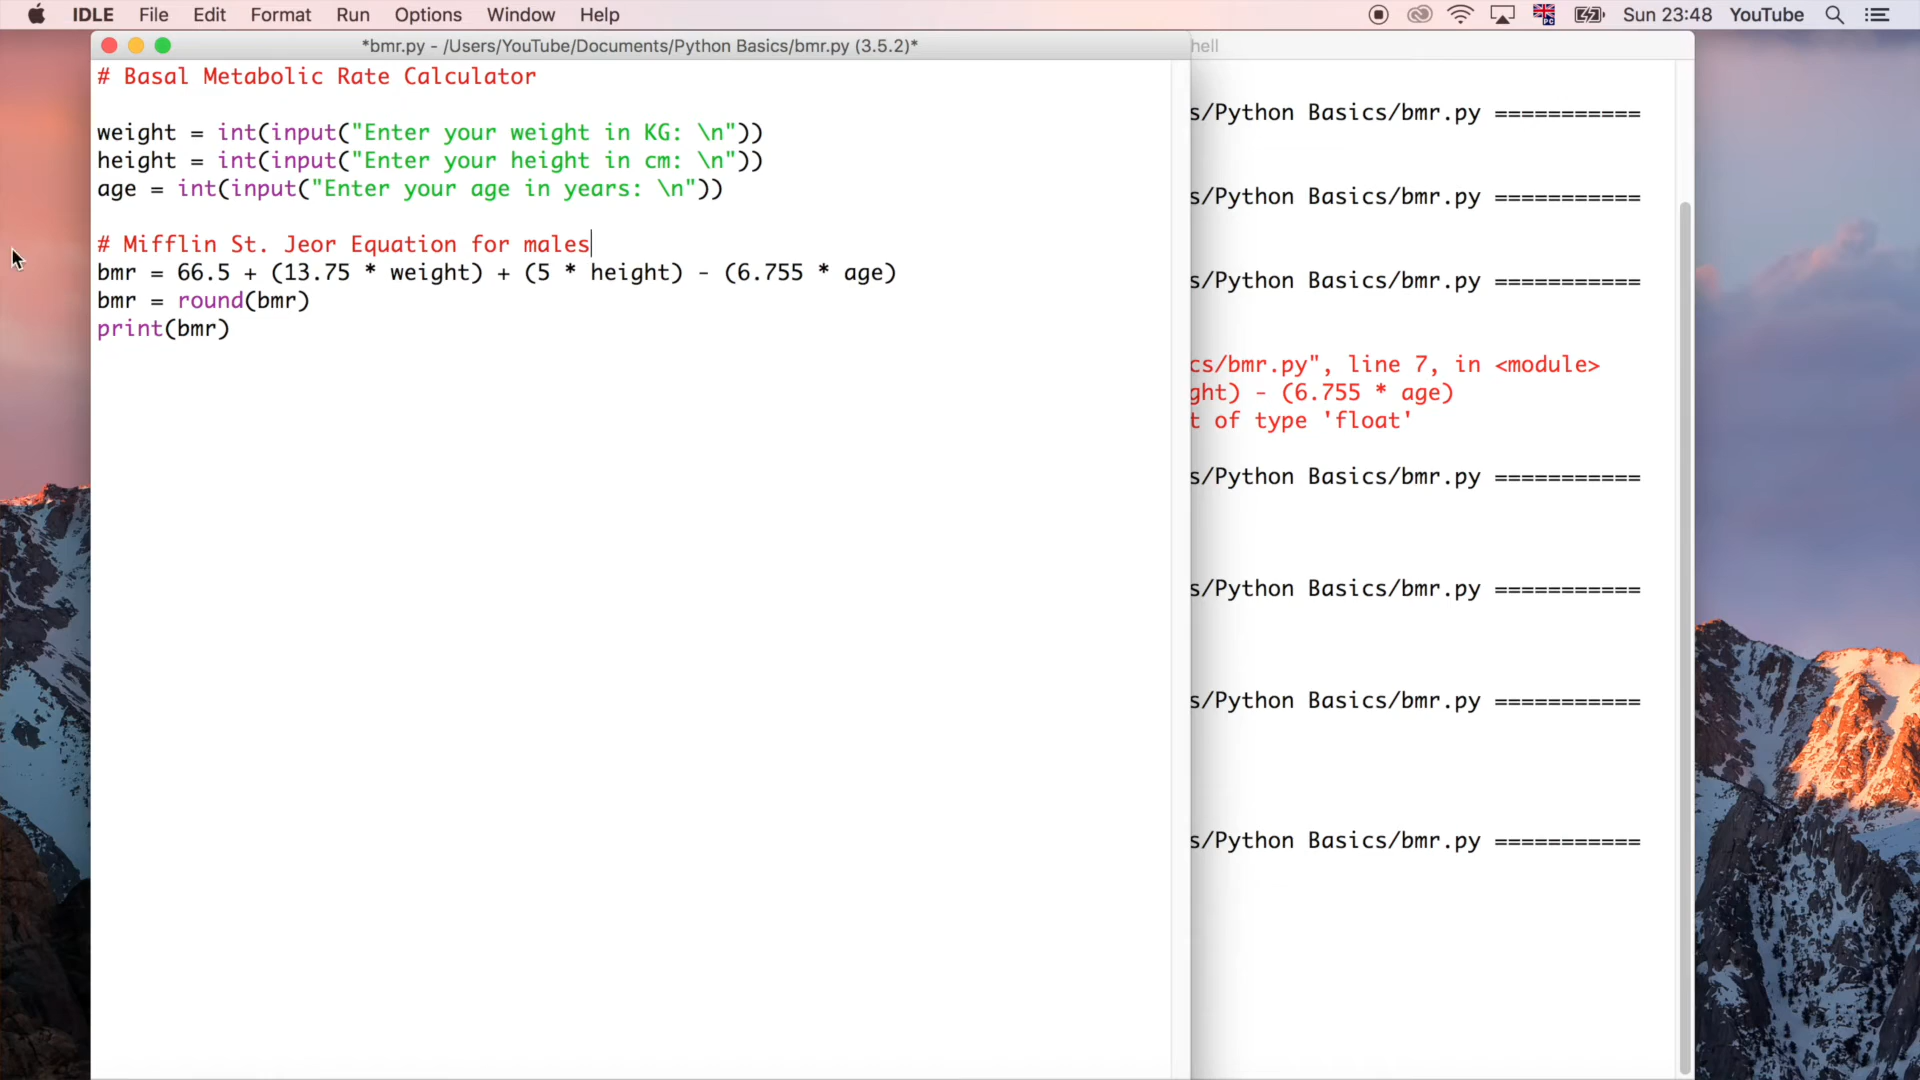 IDLE File Edit Format Run Options Window Help Sun 23:48 YouTube
*bmr.py - /Users/YouTube/Documents/Python Basics/bmr.py (3.5.2)*
# Basal Metabolic Rate Calculator
weight = int(input("Enter your weight in KG: \n"))
height = int(input("Enter your height in cm: \n"))
age = int(input("Enter your age in years: \n"))
# Mifflin St. Jeor Equation for males
bmr = 66.5 + (13.75 * weight) + (5 * height) - (6.755 * age)
bmr = round(bmr)
print(bmr)
hell
s/Python Basics/bmr.py ===========
s/Python Basics/bmr.py ===========
s/Python Basics/bmr.py ===========
cs/bmr.py", line 7, in <module>
ght) - (6.755 * age)
t of type 'float'
s/Python Basics/bmr.py ===========
s/Python Basics/bmr.py ===========
s/Python Basics/bmr.py ===========
s/Python Basics/bmr.py ===========